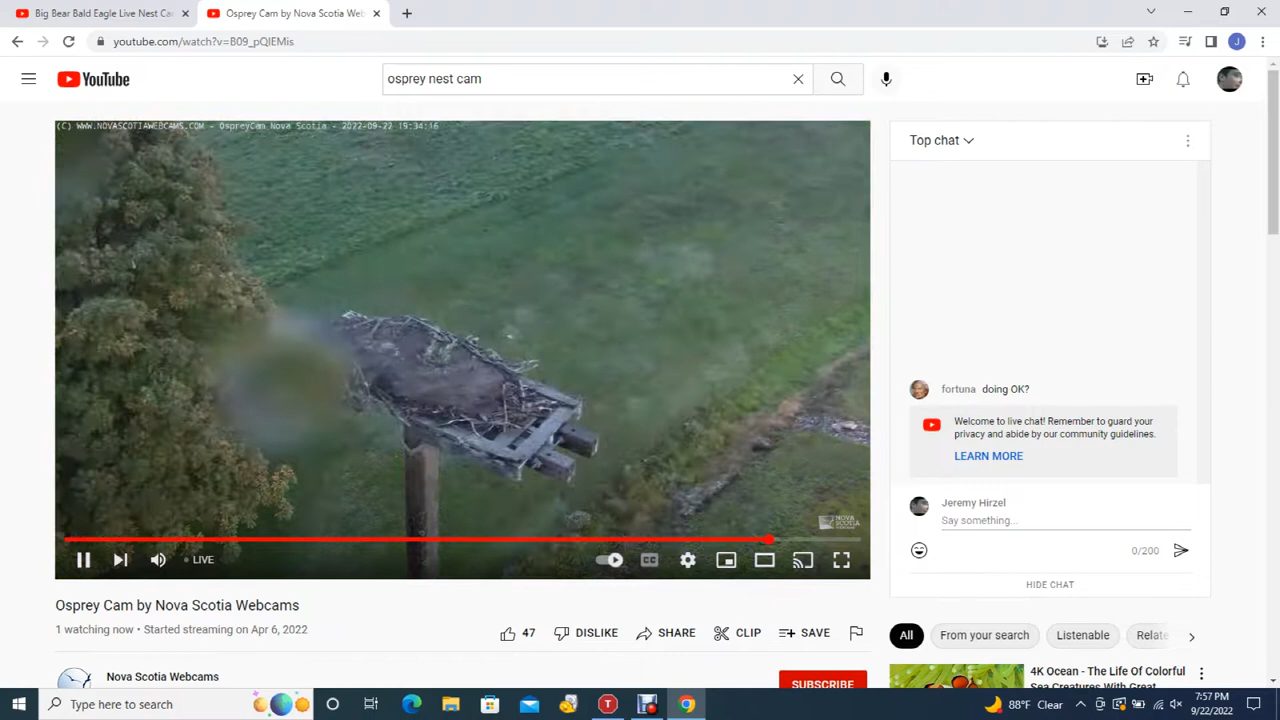 Big Bear Bald Eagle Live Nest Ca
Osprey Cam by Nova Scotia Web
youtube.com/watch?v=B09_pQlEMis
J
YouTube
osprey nest cam
(C) WWW.NOVASCOTIAWEBCAMS.COM - OspreyCam Nova Scotia - 2022-09-22 19:34:16
Top chat
fortuna doing OK?
Welcome to live chat! Remember to guard your
privacy and abide by our community guidelines.
LEARN MORE
Jeremy Hirzel
Say something...
0/200
HIDE CHAT
NOVA SCOTIA
LIVE
CC
Osprey Cam by Nova Scotia Webcams
1 watching now • Started streaming on Apr 6, 2022
47
DISLIKE
SHARE
CLIP
SAVE
All
From your search
Listenable
Relate
Nova Scotia Webcams
SUBSCRIBE
4K Ocean - The Life Of Colorful
Sea Creatures With Great
Type here to search
T
88°F Clear
7:57 PM
9/22/2022